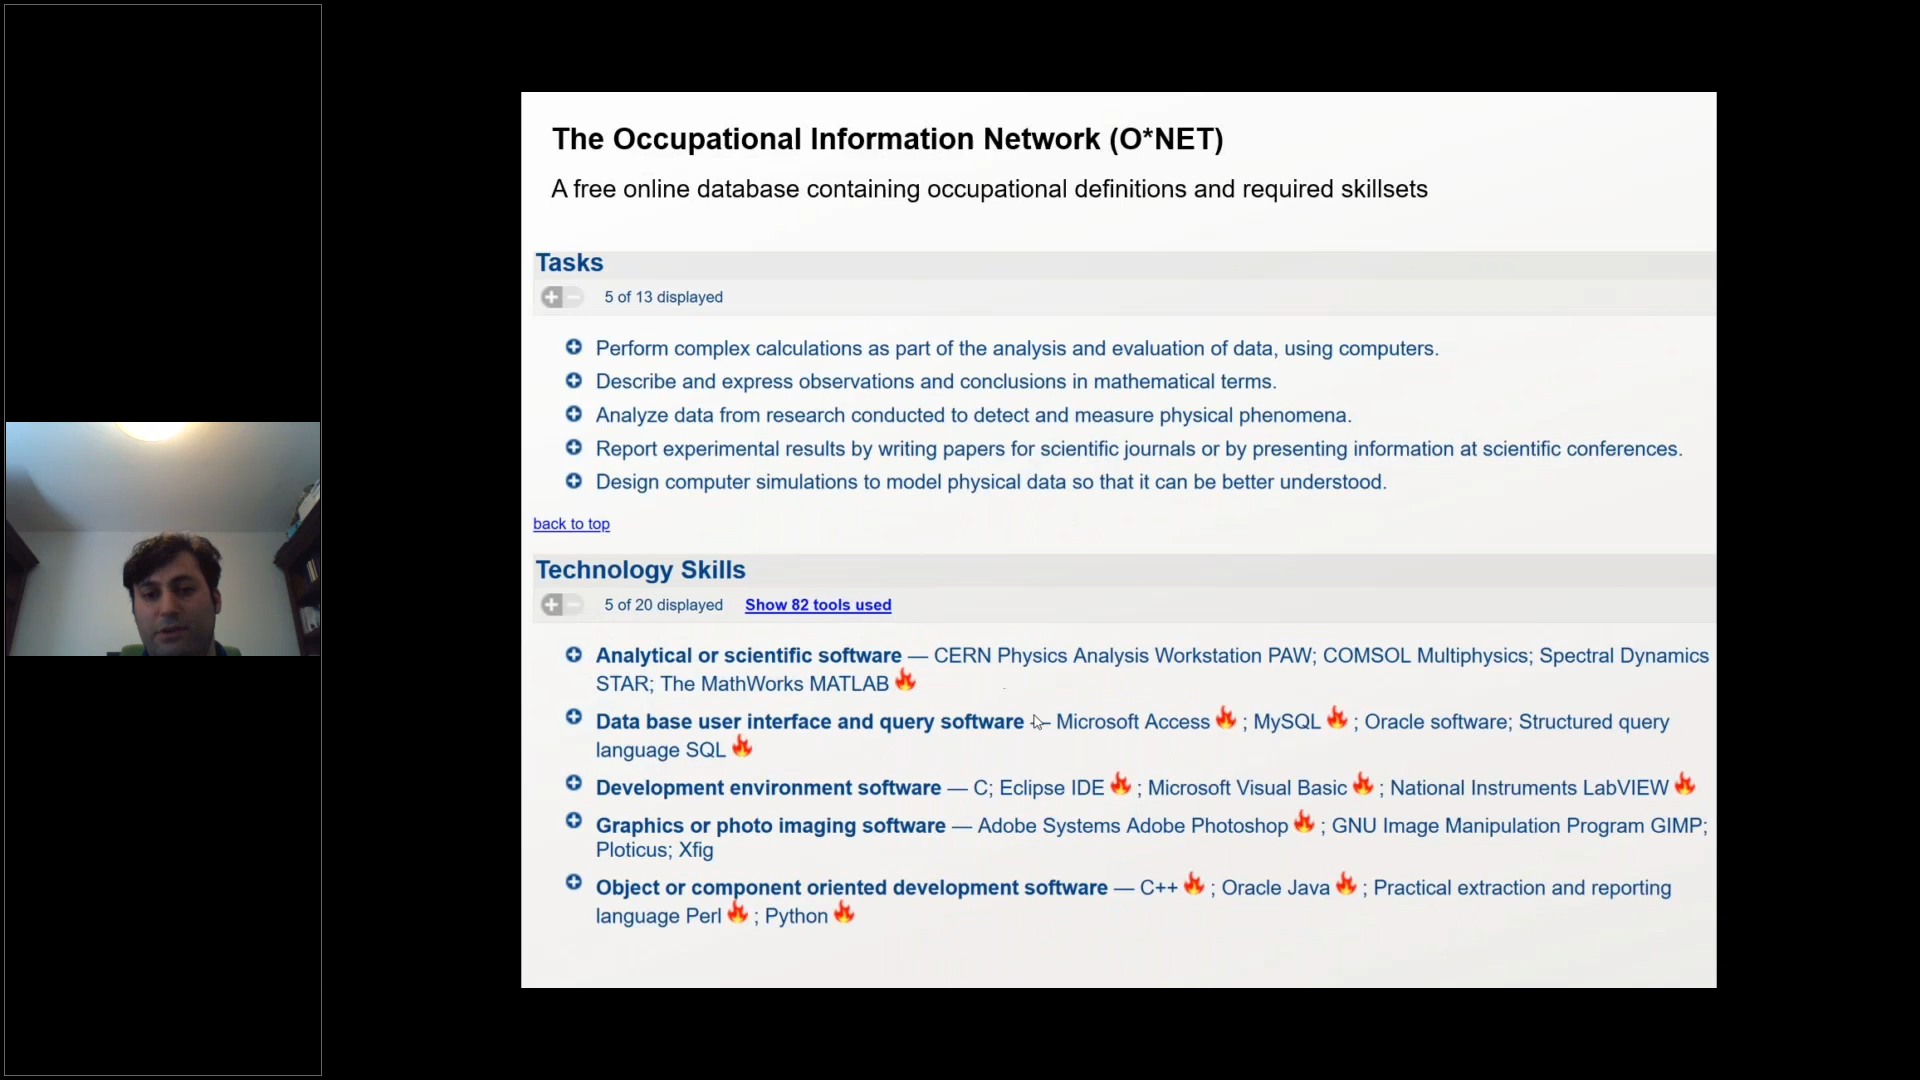 The Occupational Information Network (O*NET)
A free online database containing occupational definitions and required skillsets
Tasks
5 of 13 displayed
Perform complex calculations as part of the analysis and evaluation of data, using computers.
Describe and express observations and conclusions in mathematical terms.
Analyze data from research conducted to detect and measure physical phenomena.
Report experimental results by writing papers for scientific journals or by presenting information at scientific conferences.
Design computer simulations to model physical data so that it can be better understood.
back to top
Technology Skills
5 of 20 displayed Show 82 tools used
Analytical or scientific software — CERN Physics Analysis Workstation PAW; COMSOL Multiphysics; Spectral Dynamics
STAR; The MathWorks MATLAB
Data base user interface and query software — Microsoft Access ; MySQL ; Oracle software; Structured query
language SQL
Development environment software — C; Eclipse IDE ; Microsoft Visual Basic ; National Instruments LabVIEW
Graphics or photo imaging software — Adobe Systems Adobe Photoshop ; GNU Image Manipulation Program GIMP;
Ploticus; Xfig
Object or component oriented development software — C++ ; Oracle Java ; Practical extraction and reporting
language Perl ; Python